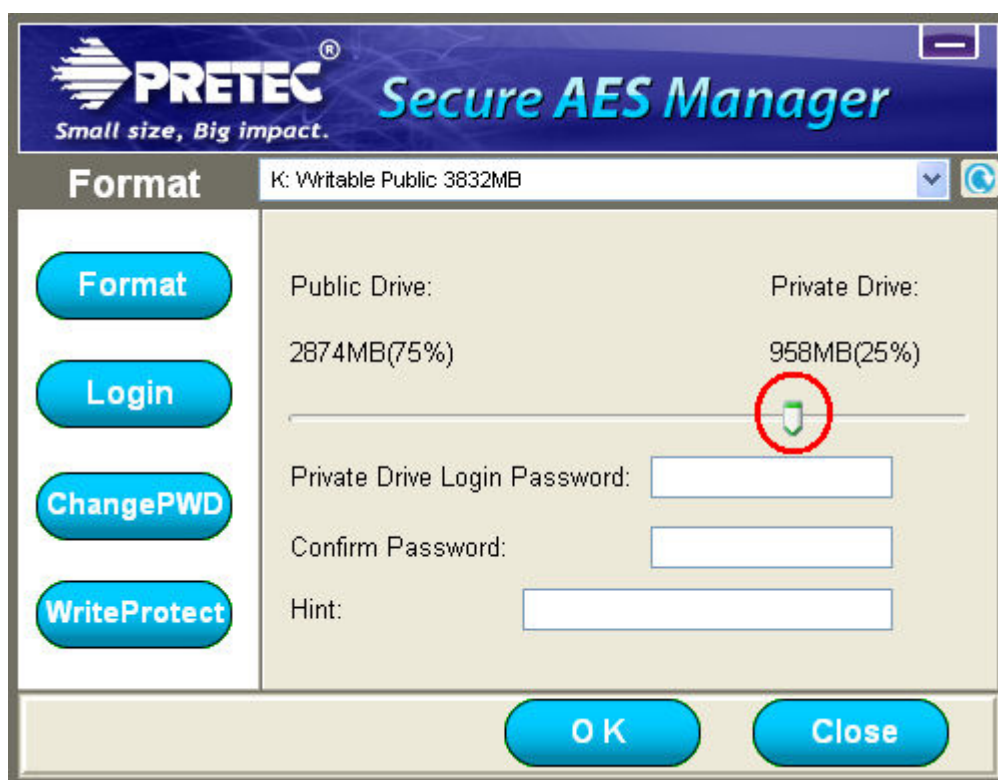 PRETEC®
Small size, Big impact.
Secure AES Manager
Format
K: Writable Public 3832MB
Format
Login
ChangePWD
WriteProtect
Public Drive:
Private Drive:
2874MB(75%)
958MB(25%)
Private Drive Login Password:
Confirm Password:
Hint:
O K
Close